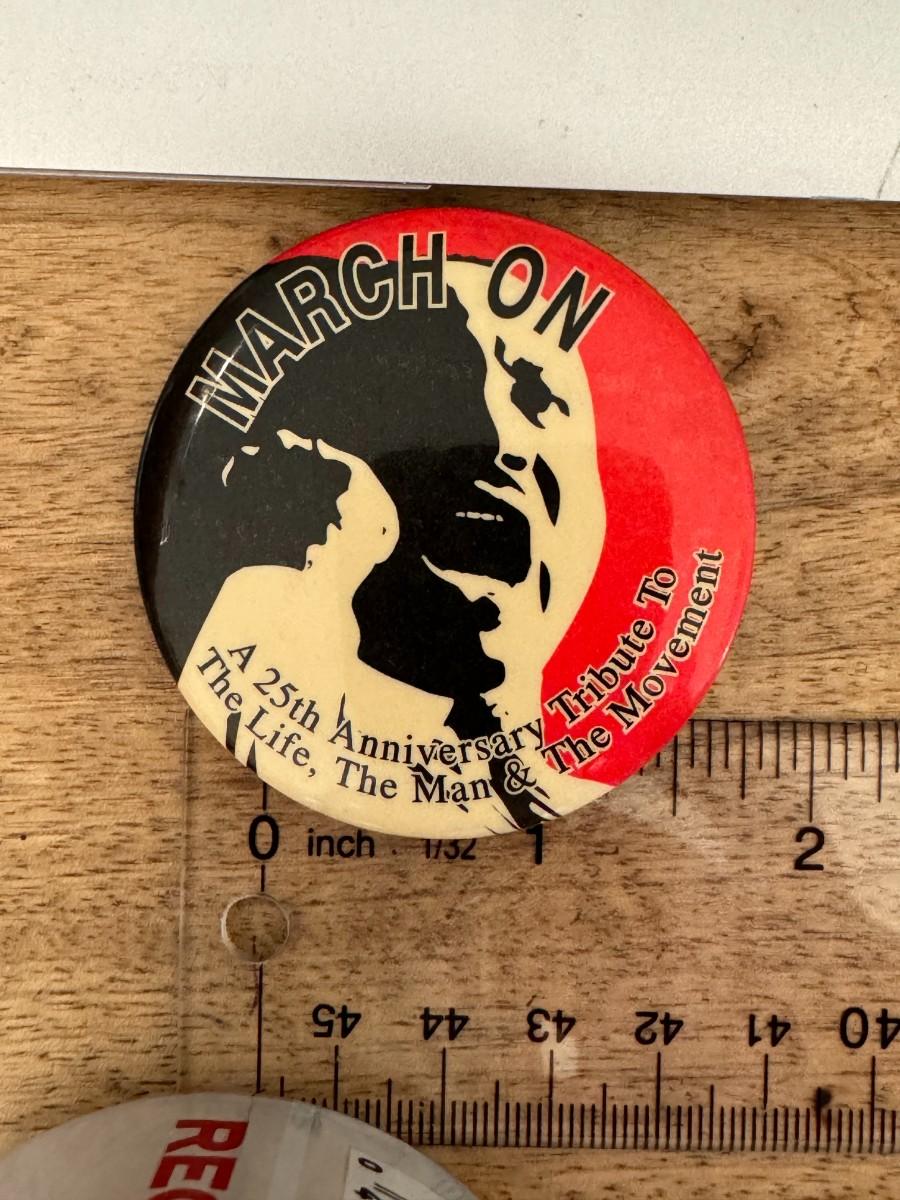 MARCH ON
A 25th Anniversary Tribute To
The Life, The Man & The Movement
0 inch 1/32 1 2
45 44 43 42 41 40